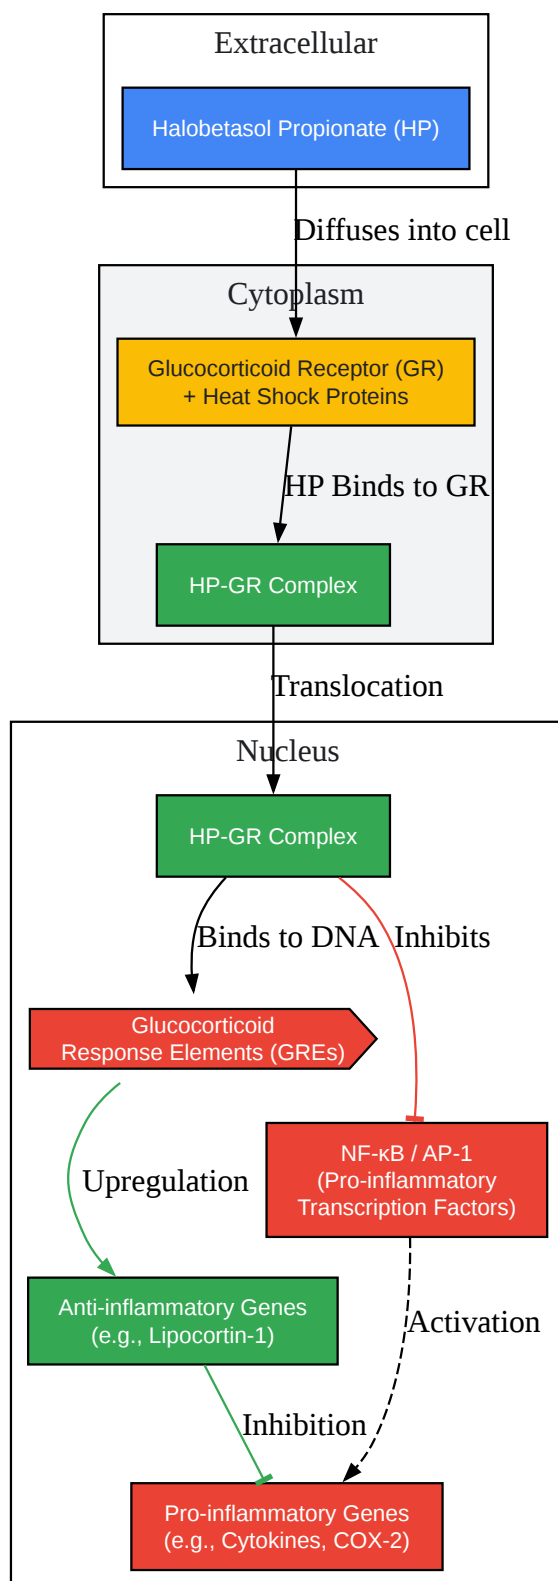 Extracellular
Halobetasol Propionate (HP)
Diffuses into cell
Cytoplasm
Glucocorticoid Receptor (GR)
+ Heat Shock Proteins
HP Binds to GR
HP-GR Complex
Translocation
Nucleus
HP-GR Complex
Binds to DNA
Inhibits
Glucocorticoid
Response Elements (GREs)
NF-κB / AP-1
(Pro-inflammatory
Transcription Factors)
Upregulation
Anti-inflammatory Genes
(e.g., Lipocortin-1)
Activation
Inhibition
Pro-inflammatory Genes
(e.g., Cytokines, COX-2)